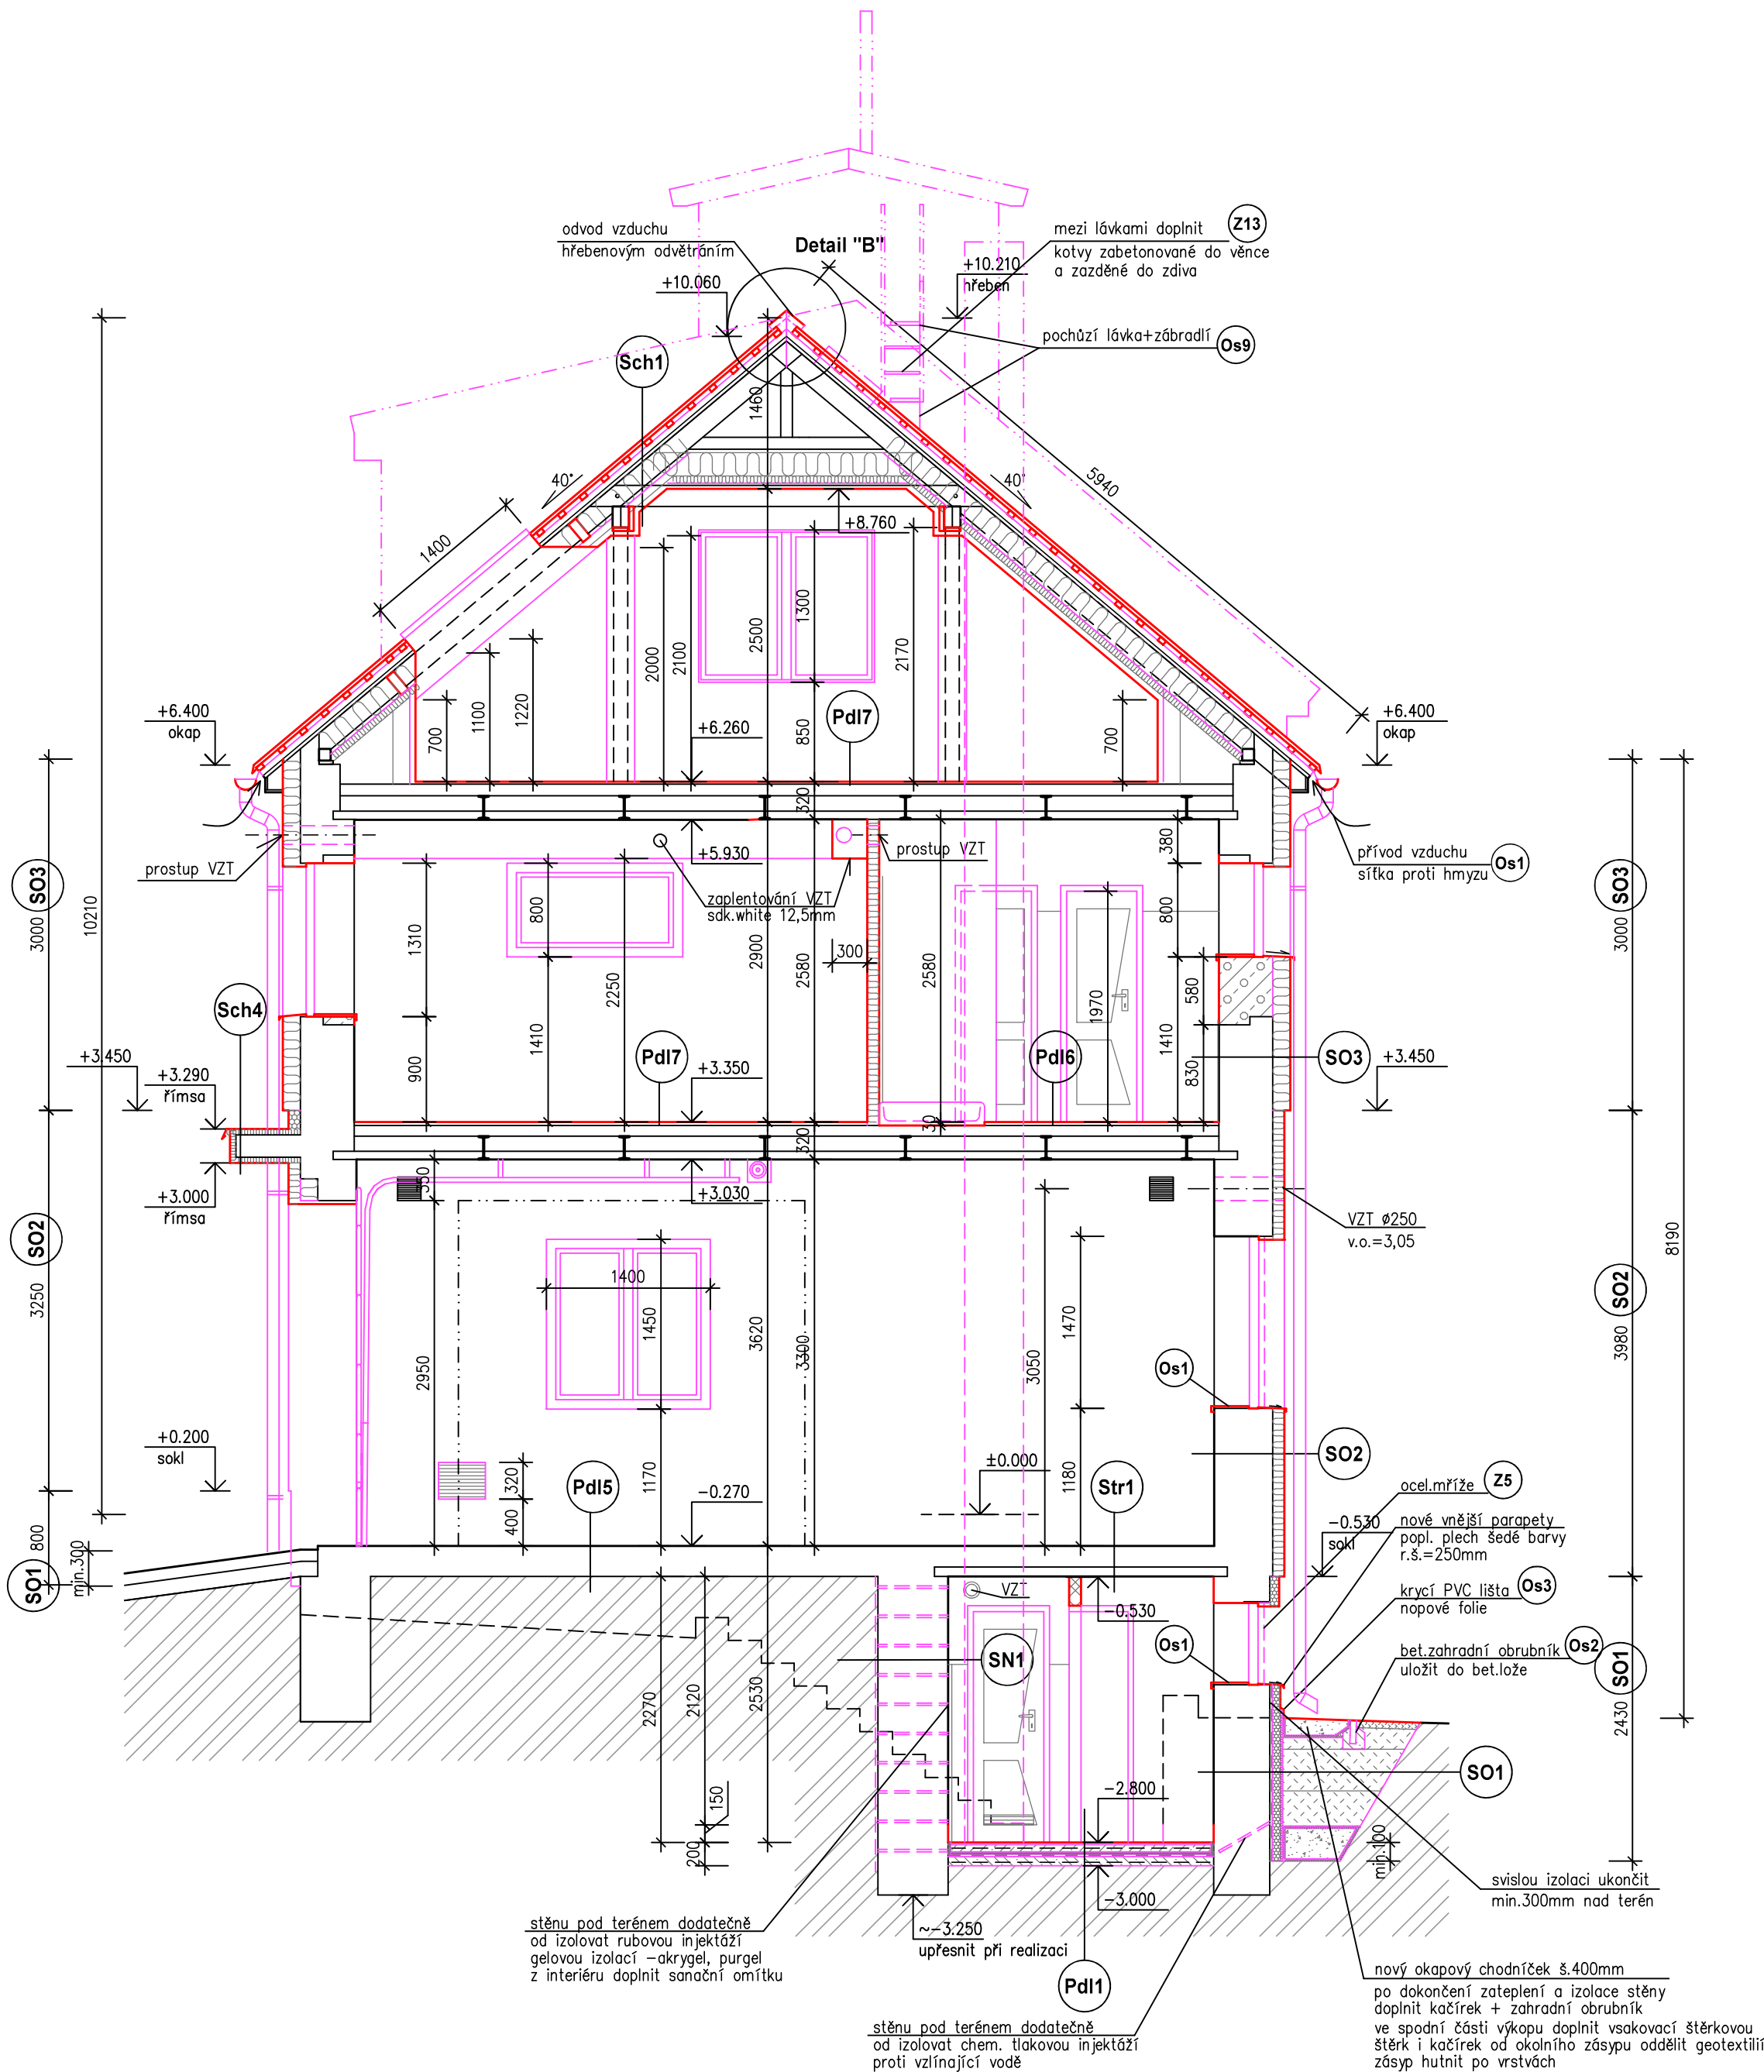 odvod vzduchu
hřebenovým odvětráním
Detail "B"
mezi lávkami doplnit
Z13
kotvy zabetonované do věnce
a zazděné do zdiva
+10.060
+10.210
hřeben
Sch1
pochůzí lávka+zábradlí
Os9
1460
40°
40°
5940
1400
+8.760
2000
2100
2500
1300
2170
700
1100
1220
850
Pdl7
700
+6.400
okap
+6.260
+6.400
okap
320
380
prostup VZT
+5.930
prostup VZT
přívod vzduchu
síťka proti hmyzu
Os1
zaplentování VZT
sdk.white 12,5mm
SO3
3000
10210
1310
800
2250
2900
2580
300
2580
1970
800
580
1410
830
SO3
3000
Sch4
900
1410
Pdl7
Pdl6
SO3
+3.450
+3.450
+3.290
římsa
+3.350
320
30
+3.000
římsa
350
+3.030
VZT ø250
v.o.=3,05
SO2
3250
8190
SO2
3980
1400
1450
3620
3300
2950
3050
1470
Os1
+0.200
sokl
SO2
1170
1180
±0.000
320
400
Pdl5
-0.270
Str1
ocel.mříže
Z5
nové vnější parapety
popl. plech šedé barvy
r.š.=250mm
-0.530
sokl
800
min.300
SO1
VZT
-0.530
krycí PVC lišta
Os3
nopové folie
bet.zahradní obrubník
Os2
uložit do bet.lože
SN1
Os1
SO1
2430
2270
2120
2530
150
200
-2.800
SO1
min.100
-3.000
svislou izolaci ukončit
min.300mm nad terén
~-3.250
upřesnit při realizaci
stěnu pod terénem dodatečně
od izolovat rubovou injektáží
gelovou izolací -akrygel, purgel
z interiéru doplnit sanační omítku
Pdl1
nový okapový chodníček š.400mm
po dokončení zateplení a izolace stěny
doplnit kačírek + zahradní obrubník
ve spodní části výkopu doplnit vsakovací štěrkovou
štěrk i kačírek od okolního zásypu oddělit geotextilií
zásyp hutnit po vrstvách
stěnu pod terénem dodatečně
od izolovat chem. tlakovou injektáží
proti vzlínající vodě